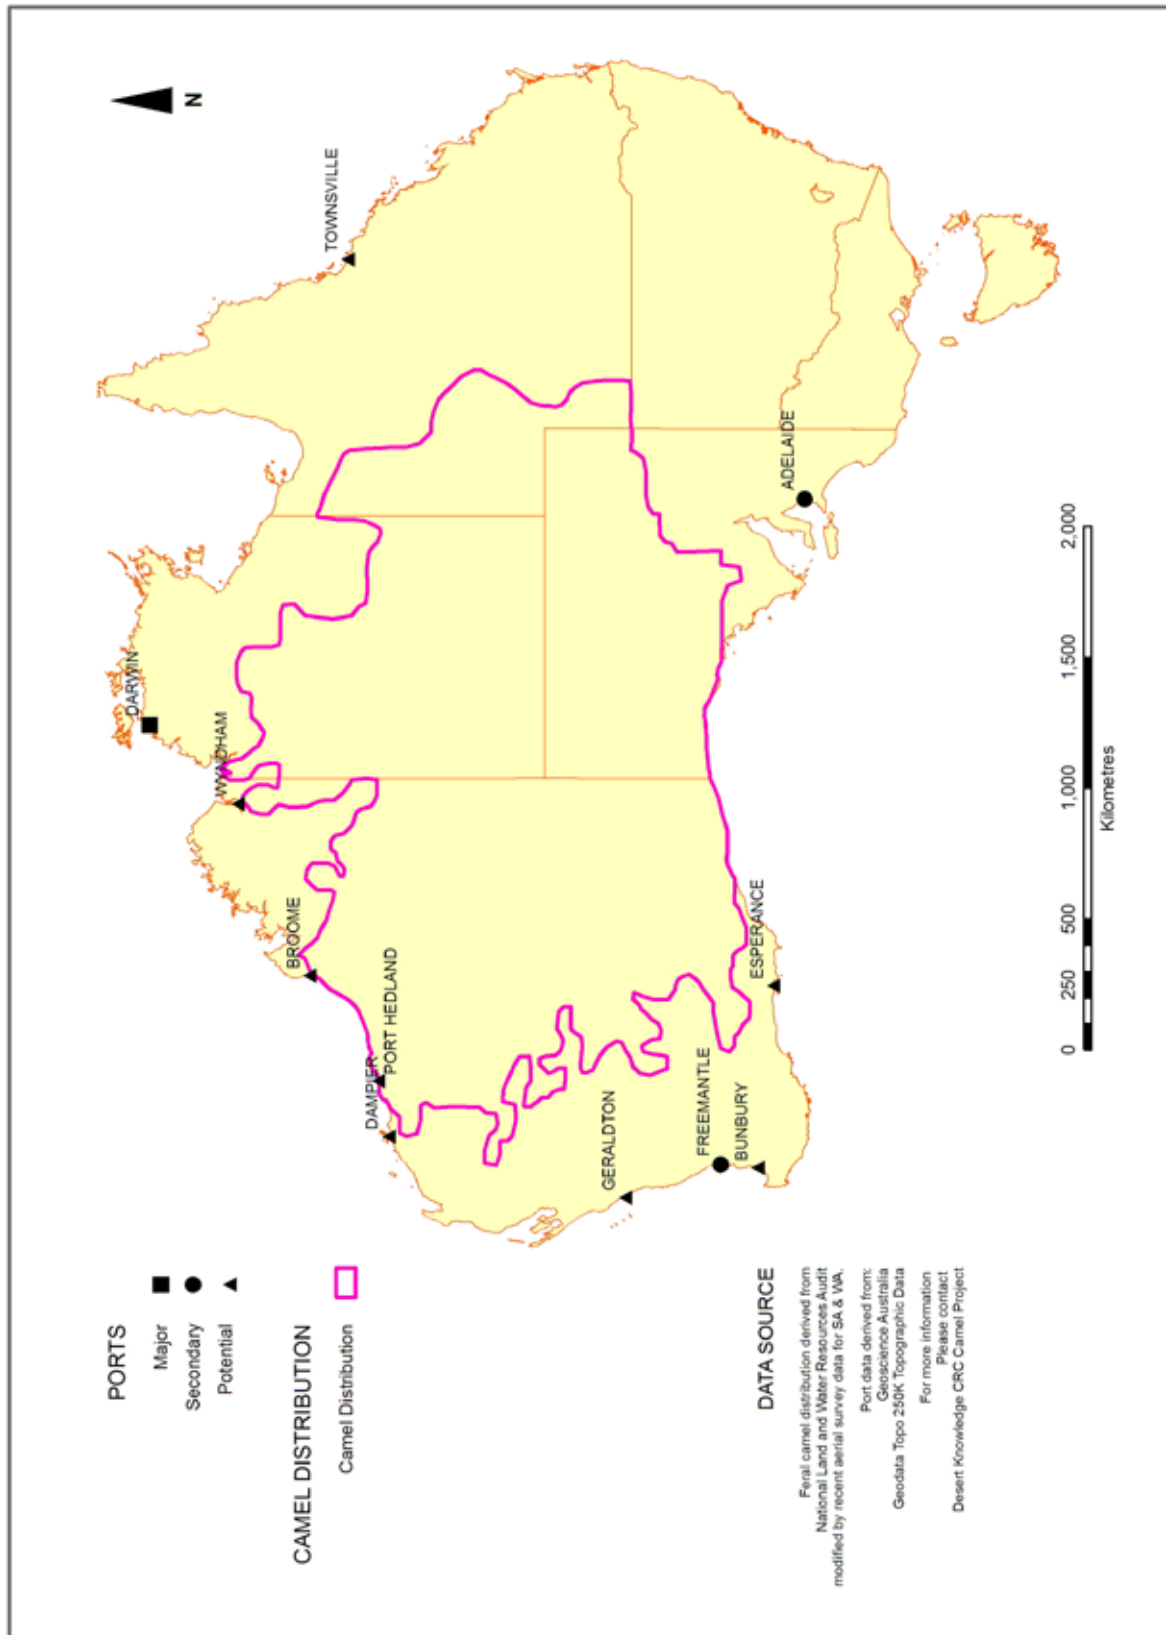 N
TOWNSVILLE
DARWIN
WYNDHAM
BROOME
PORT HEDLAND
DAMPIER
GERALDTON
FREEMANTLE
BUNBURY
ESPERANCE
ADELAIDE
PORTS
Major
Secondary
Potential
CAMEL DISTRIBUTION
Camel Distribution
DATA SOURCE
Feral camel distribution derived from
National Land and Water Resources Audit
modified by recent aerial survey data for SA & WA.
Port data derived from:
Geoscience Australia
Geodata Topo 250K Topographic Data
For more information
Please contact
Desert Knowledge CRC Camel Project
0 250 500 1,000 1,500 2,000
Kilometres